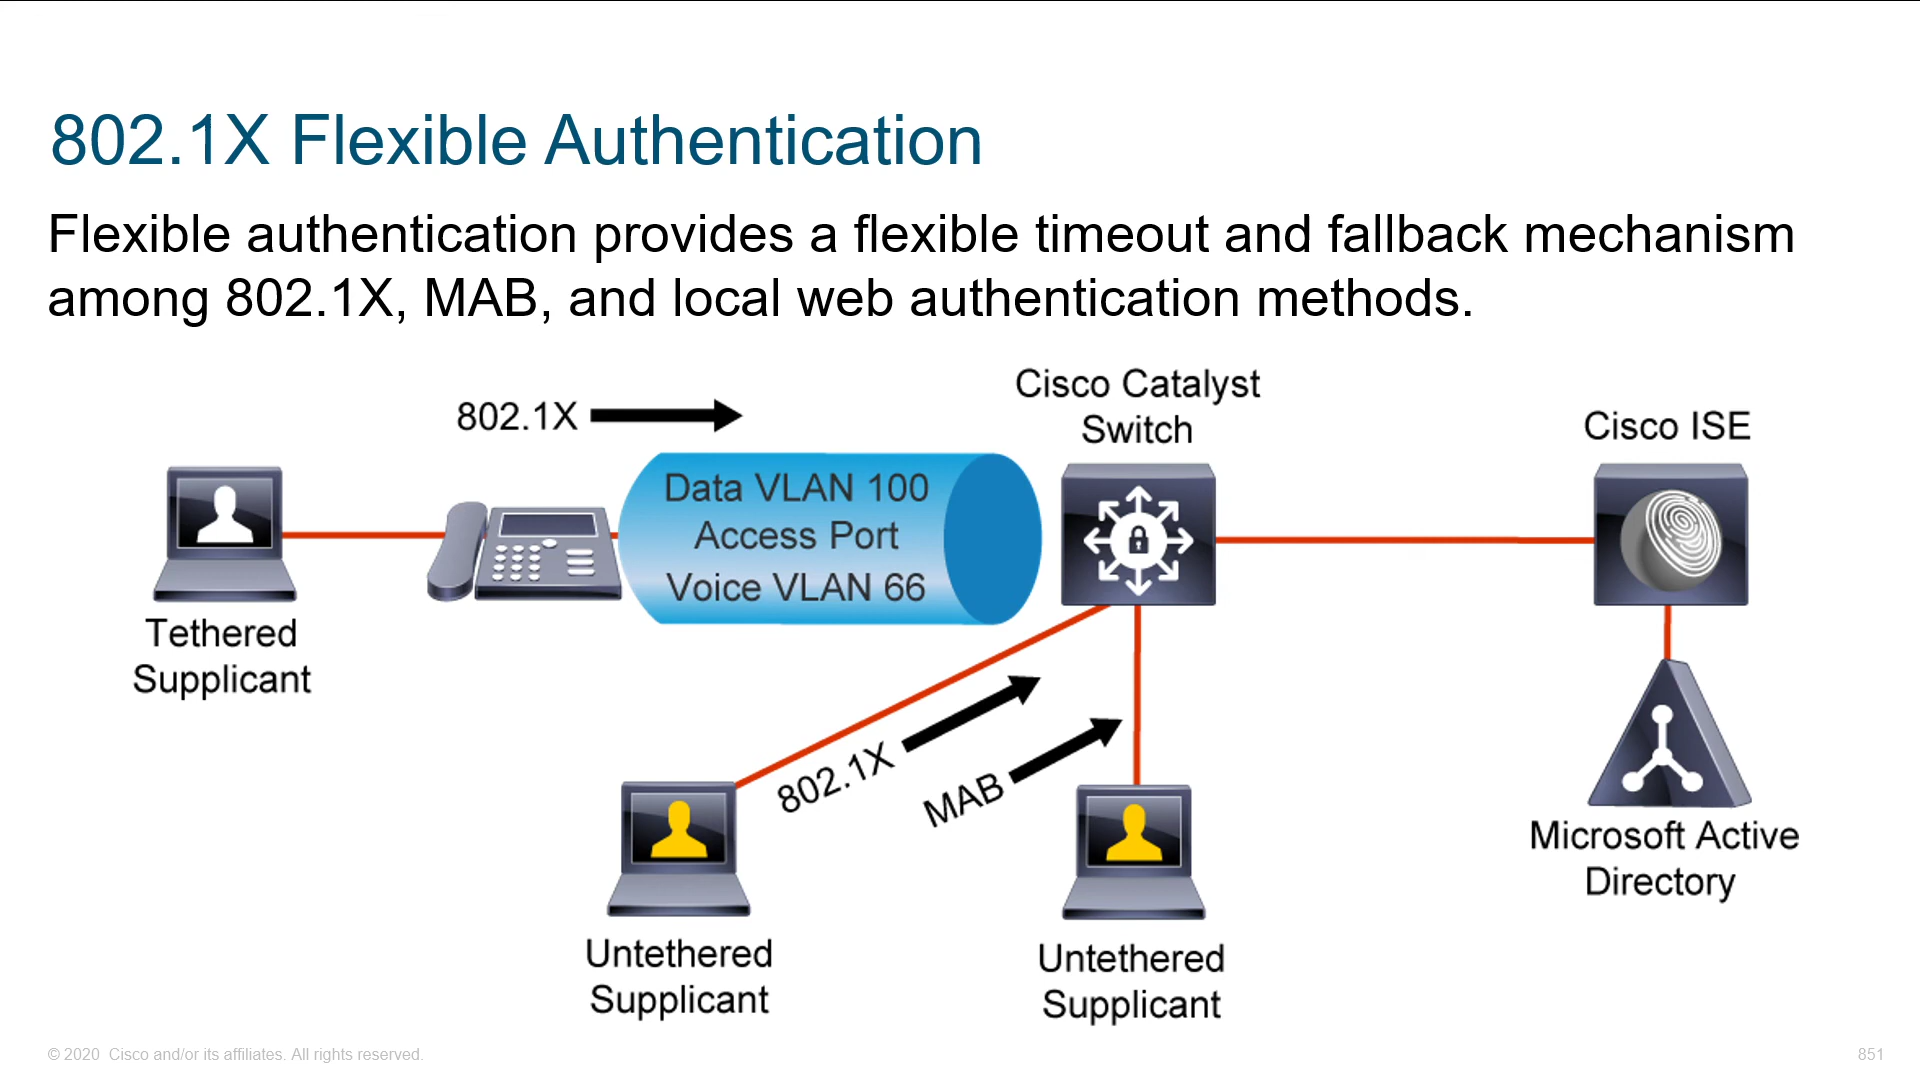 802.1X Flexible Authentication
Flexible authentication provides a flexible timeout and fallback mechanism
among 802.1X, MAB, and local web authentication methods.
802.1X
Cisco Catalyst
Switch
Cisco ISE
Data VLAN 100
Access Port
Voice VLAN 66
Tethered
Supplicant
802.1X
MAB
Microsoft Active
Directory
Untethered
Supplicant
Untethered
Supplicant
© 2020 Cisco and/or its affiliates. All rights reserved.
851